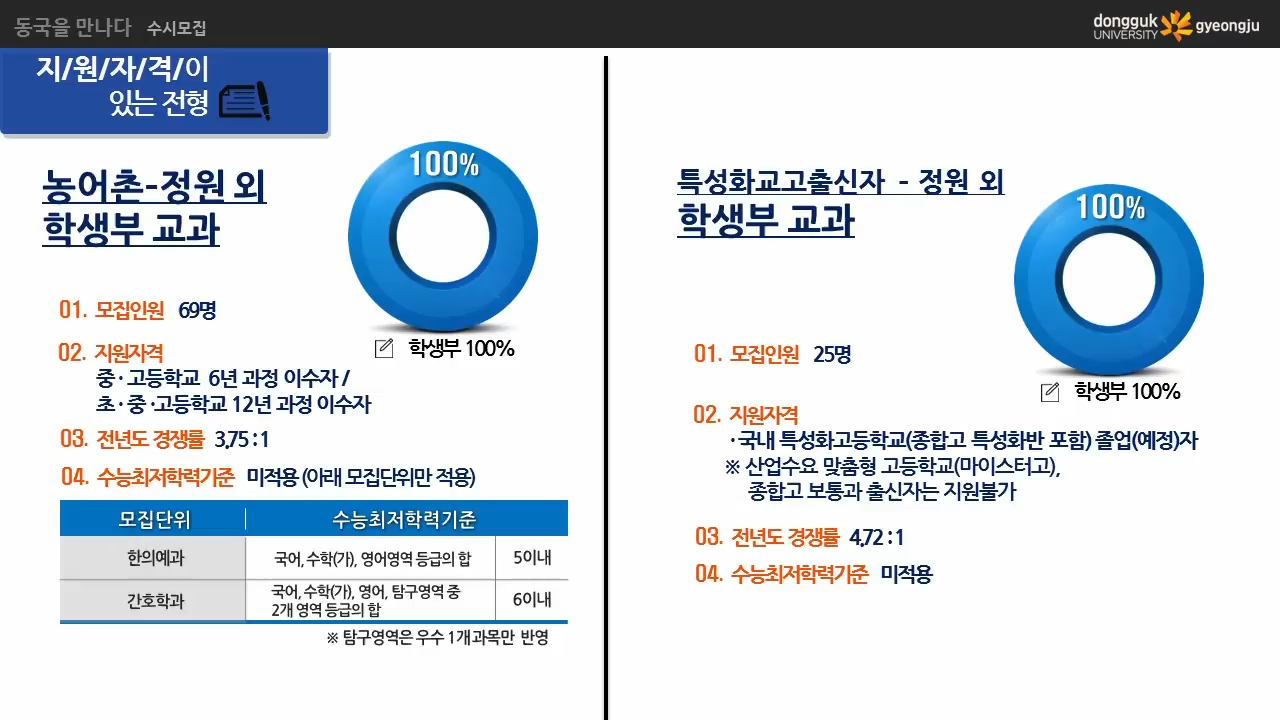 동국을 만나다 수시모집
dongguk
UNIVERSITY gyeongju
지/원/자/격/이
있는 전형
농어촌-정원 외
학생부 교과
100%
학생부 100%
01. 모집인원 69명
02. 지원자격
중·고등학교 6년 과정 이수자 /
초·중·고등학교 12년 과정 이수자
03. 전년도 경쟁률 3.75 : 1
04. 수능최저학력기준 미적용 (아래 모집단위만 적용)
모집단위 수능최저학력기준
한의예과 국어, 수학(가), 영어영역 등급의 합 5이내
간호학과 국어, 수학(가), 영어, 탐구영역 중
2개 영역 등급의 합 6이내
※ 탐구영역은 우수 1개과목만 반영
특성화교고출신자 - 정원 외
학생부 교과
100%
학생부 100%
01. 모집인원 25명
02. 지원자격
·국내 특성화고등학교(종합고 특성화반 포함) 졸업(예정)자
※ 산업수요 맞춤형 고등학교(마이스터고),
종합고 보통과 출신자는 지원불가
03. 전년도 경쟁률 4.72 : 1
04. 수능최저학력기준 미적용